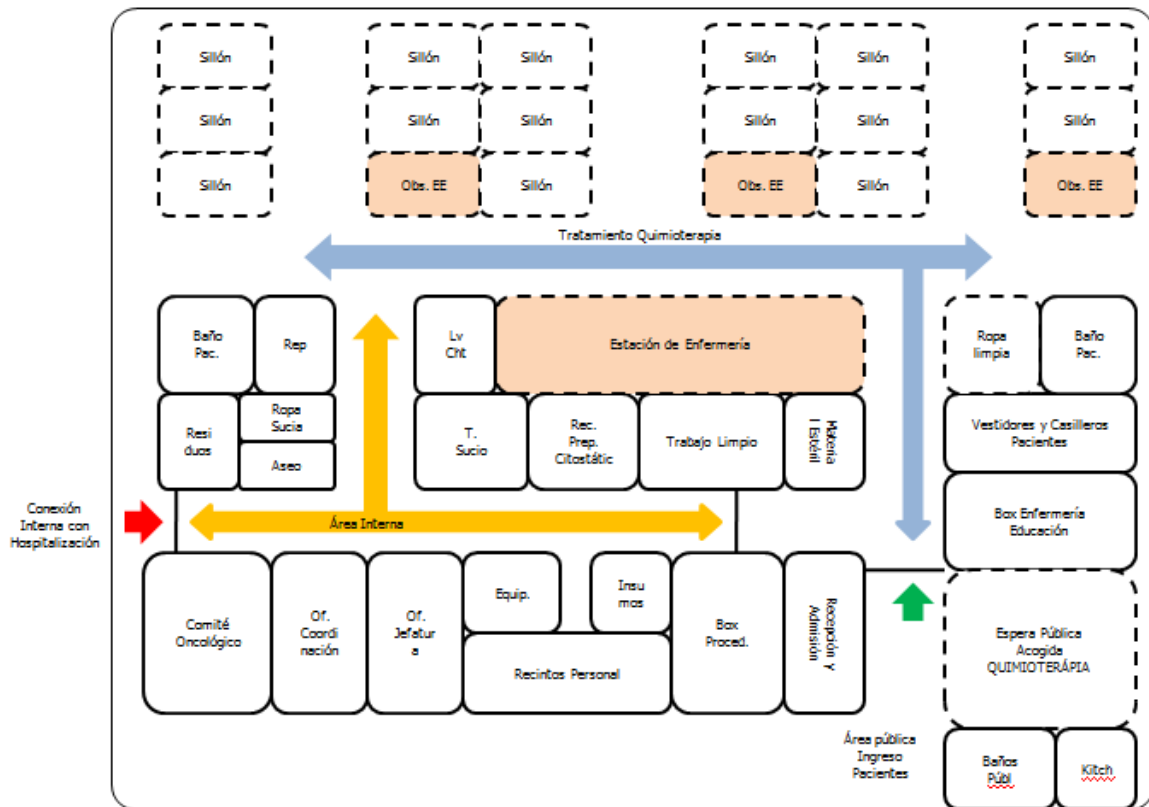 Sillón
Sillón
Sillón
Sillón
Sillón
Sillón
Sillón
Sillón
Sillón
Sillón
Sillón
Sillón
Sillón
Obs. EE
Sillón
Obs. EE
Sillón
Obs. EE
Tratamiento Quimioterapia
Baño
Pac.
Rep
Lv
Cht
Estación de Enfermería
Ropa
limpia
Baño
Pac.
Resi
duos
Ropa
Sucia
Aseo
T.
Sucio
Rec.
Prep.
Citostátic
Trabajo Limpio
Materia
l Estéril
Vestidores y Casilleros
Pacientes
Conexión
Interna con
Hospitalización
Área Interna
Box Enfermería
Educación
Comité
Oncológico
Of.
Coordi
nación
Of.
Jefatur
a
Equip.
Insu
mos
Recintos Personal
Box
Proced.
Recepción Y
Admisión
Espera Pública
Acogida
QUIMIOTERÁPIA
Área pública
Ingreso
Pacientes
Baños
Públ
Kitch